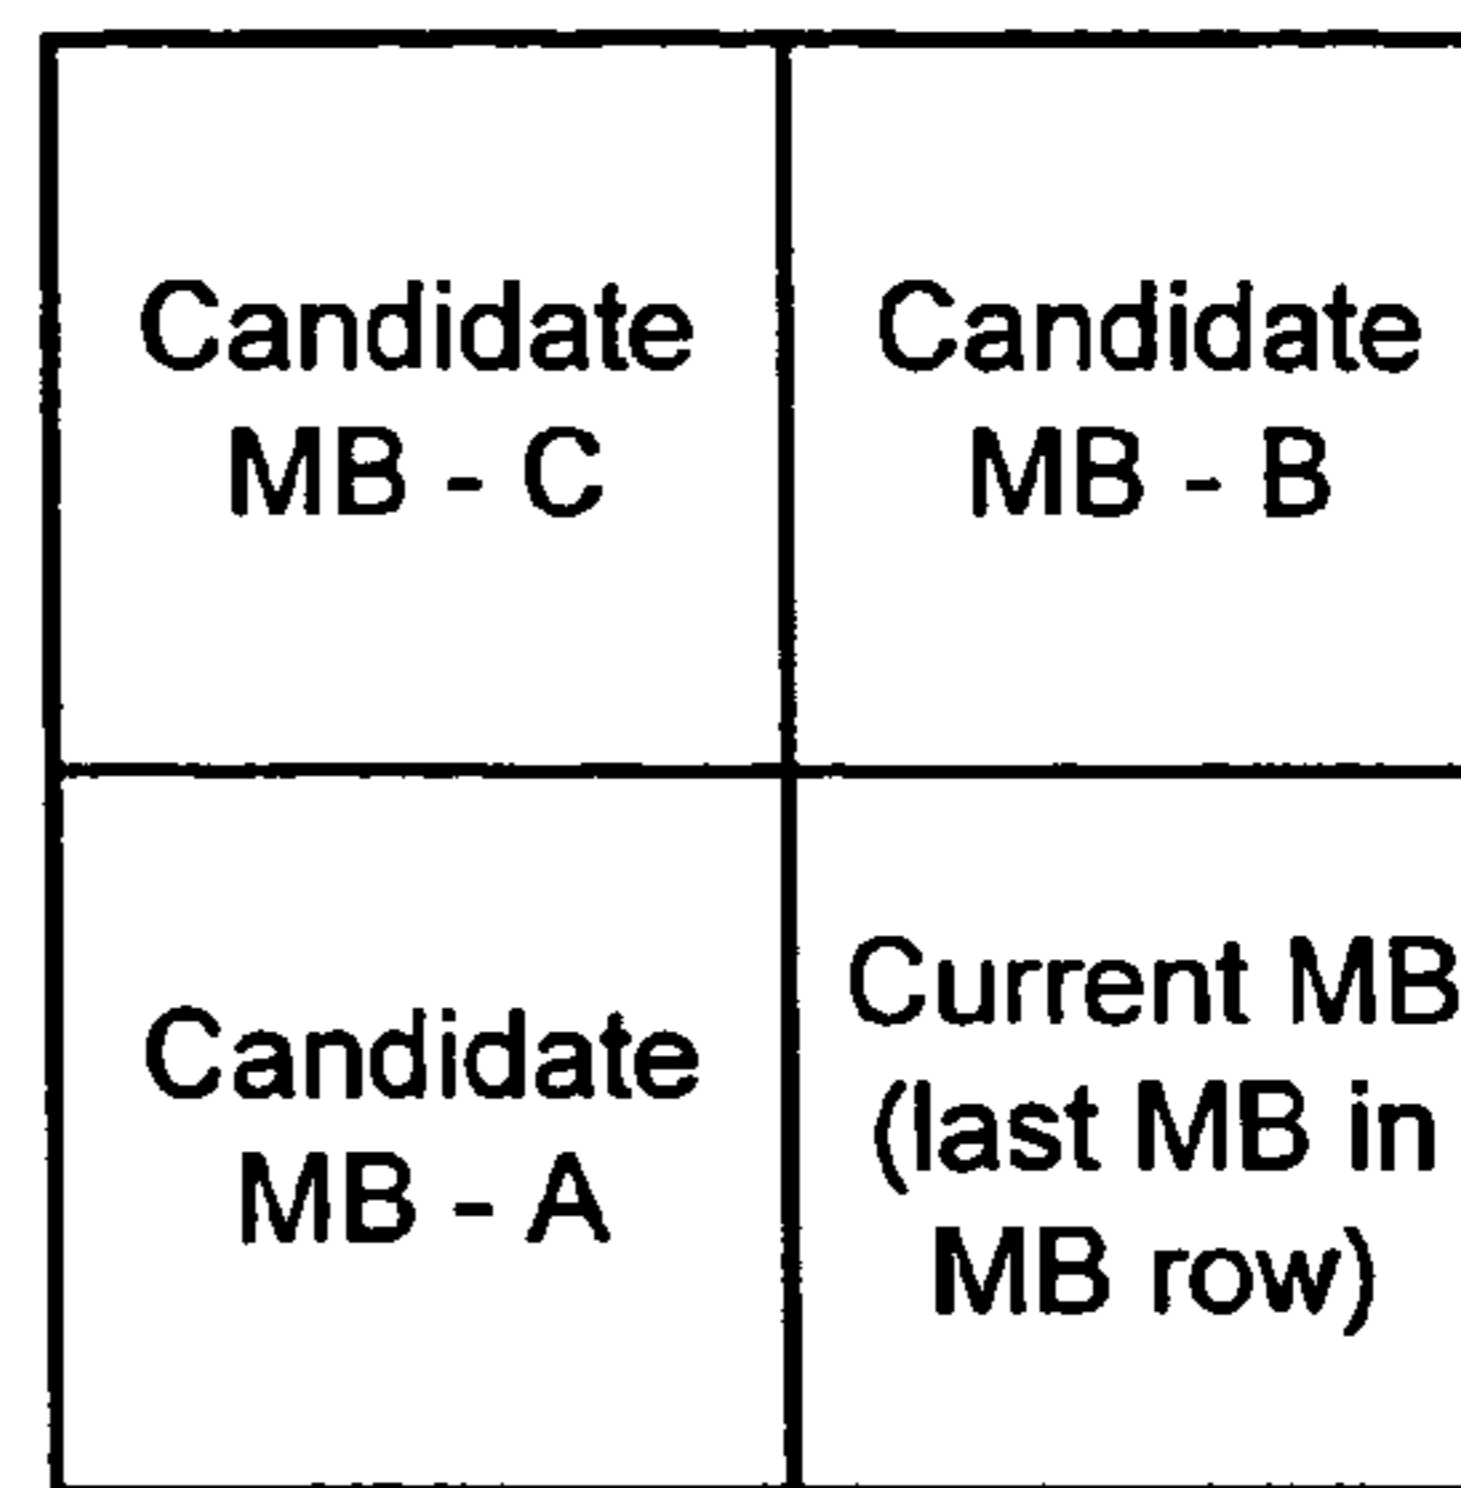 Candidate
MB - C
Candidate
MB - B
Candidate
MB - A
Current MB
(last MB in
MB row)